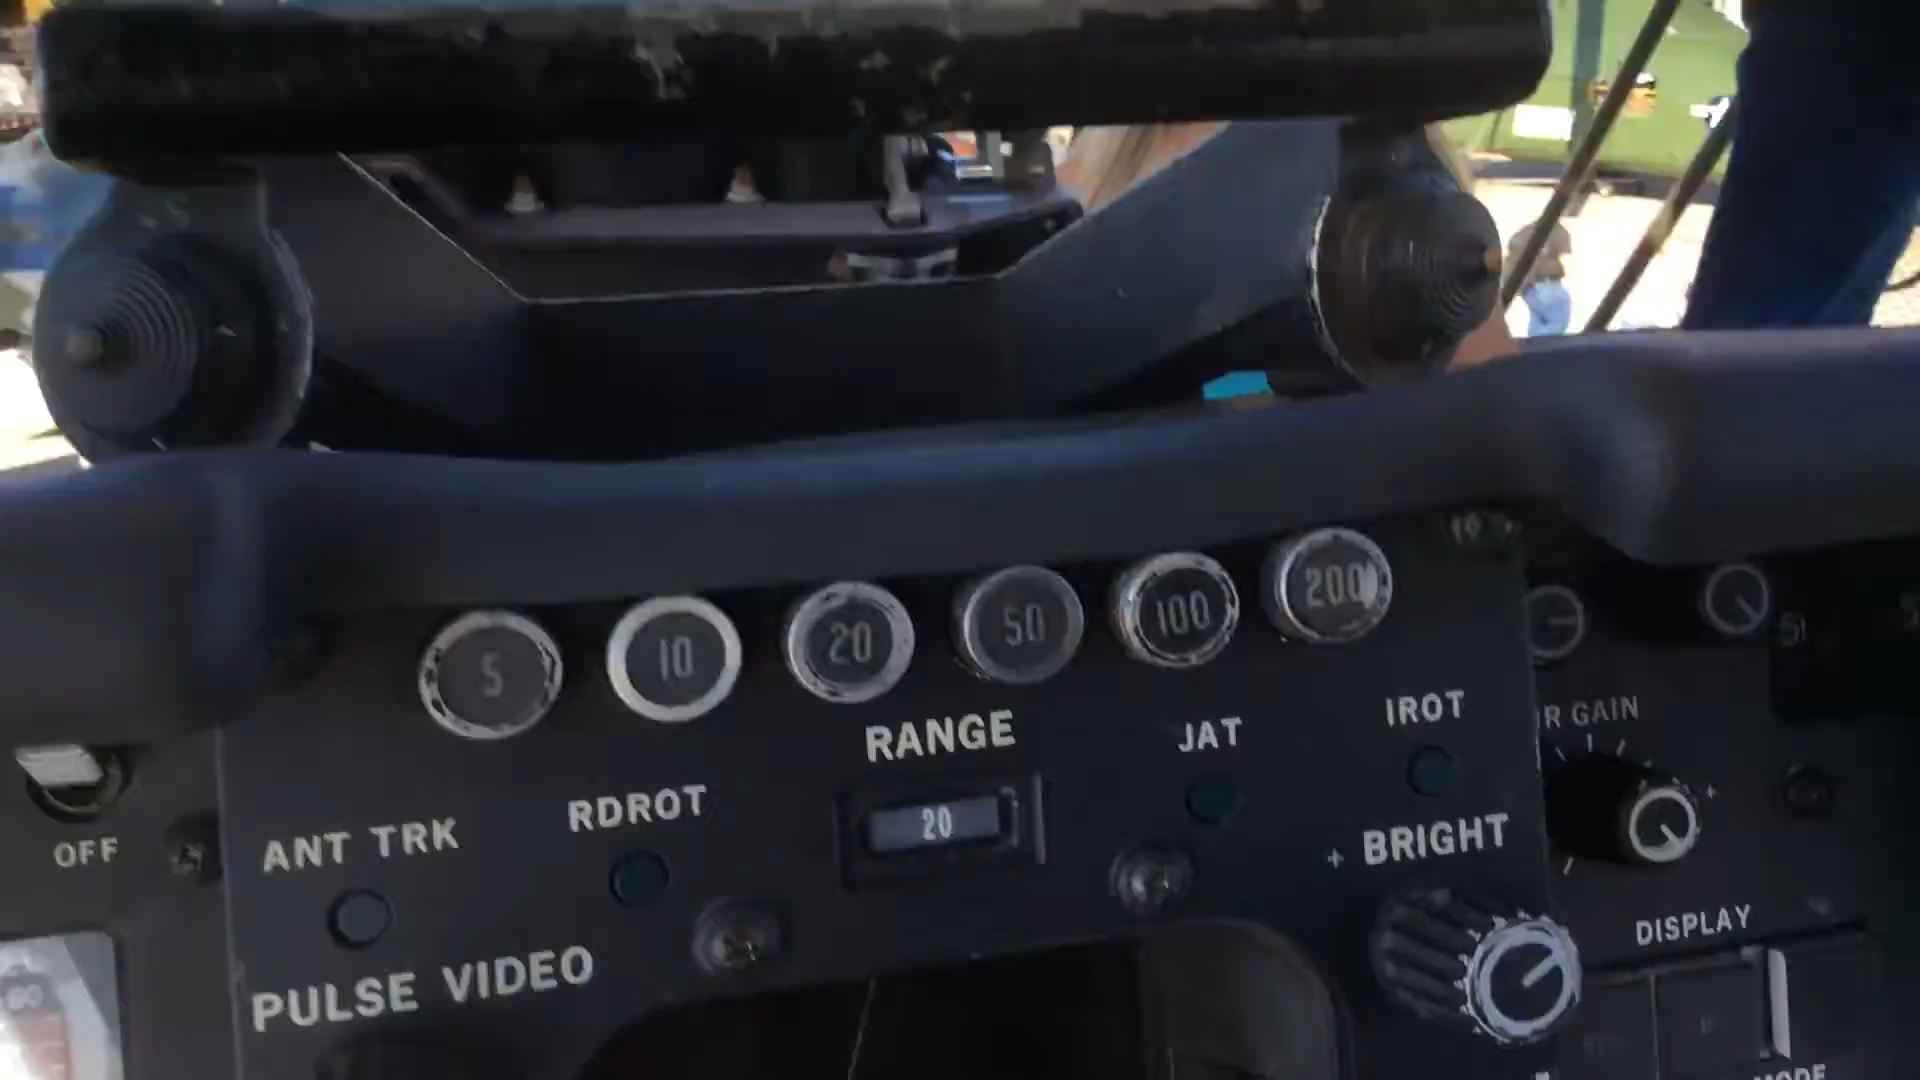 5 10 20 50 100 200
RANGE
20
JAT
IROT
R GAIN
+
RDROT
ANT TRK
OFF
+ BRIGHT
PULSE VIDEO
DISPLAY
MODE